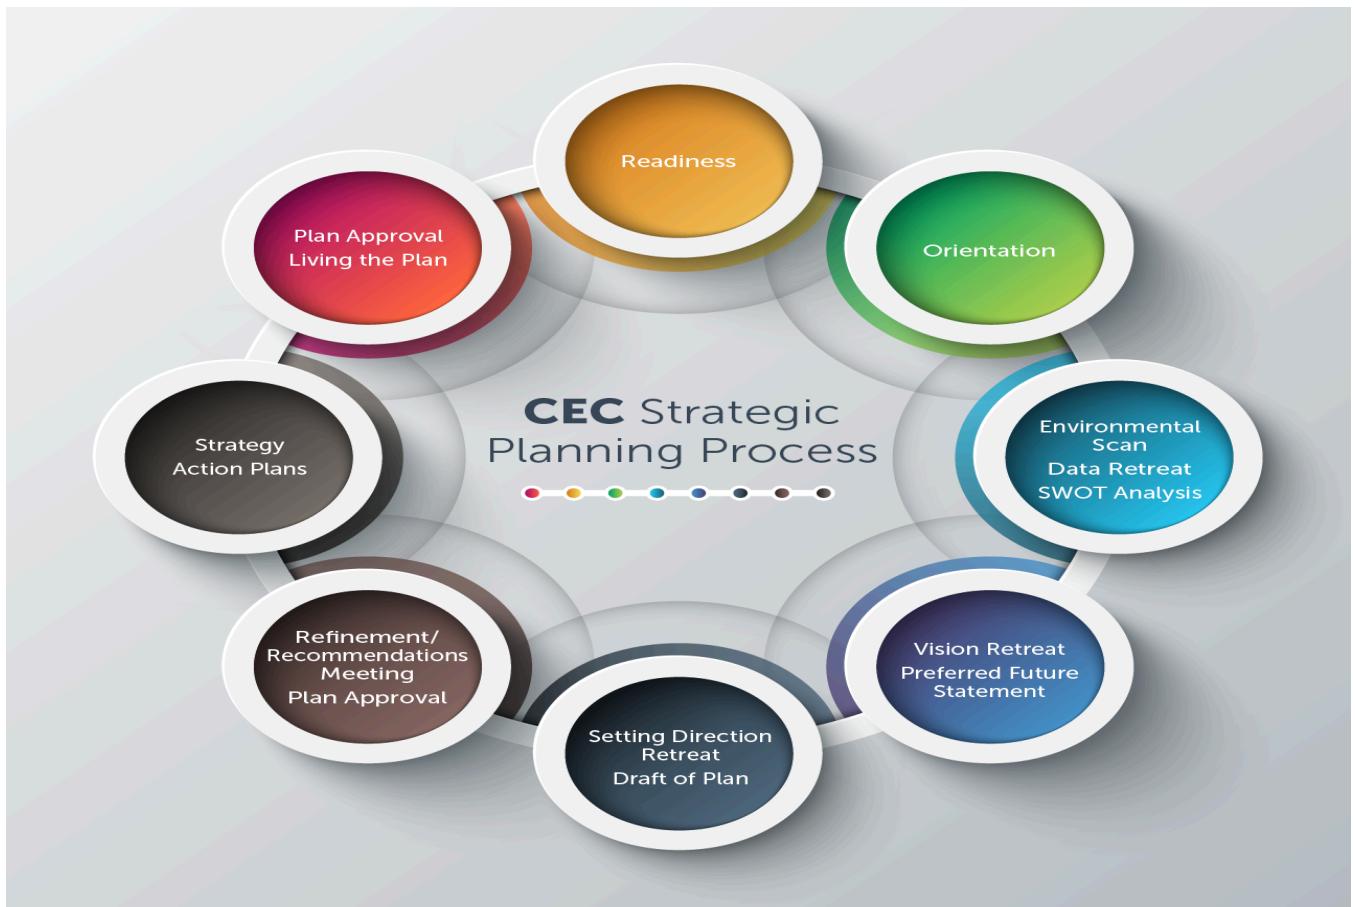 Readiness
Orientation
Environmental
Scan
Data Retreat
SWOT Analysis
Vision Retreat
Preferred Future
Statement
Setting Direction
Retreat
Draft of Plan
Refinement/
Recommendations
Meeting
Plan Approval
Strategy
Action Plans
Plan Approval
Living the Plan
CEC Strategic
Planning Process